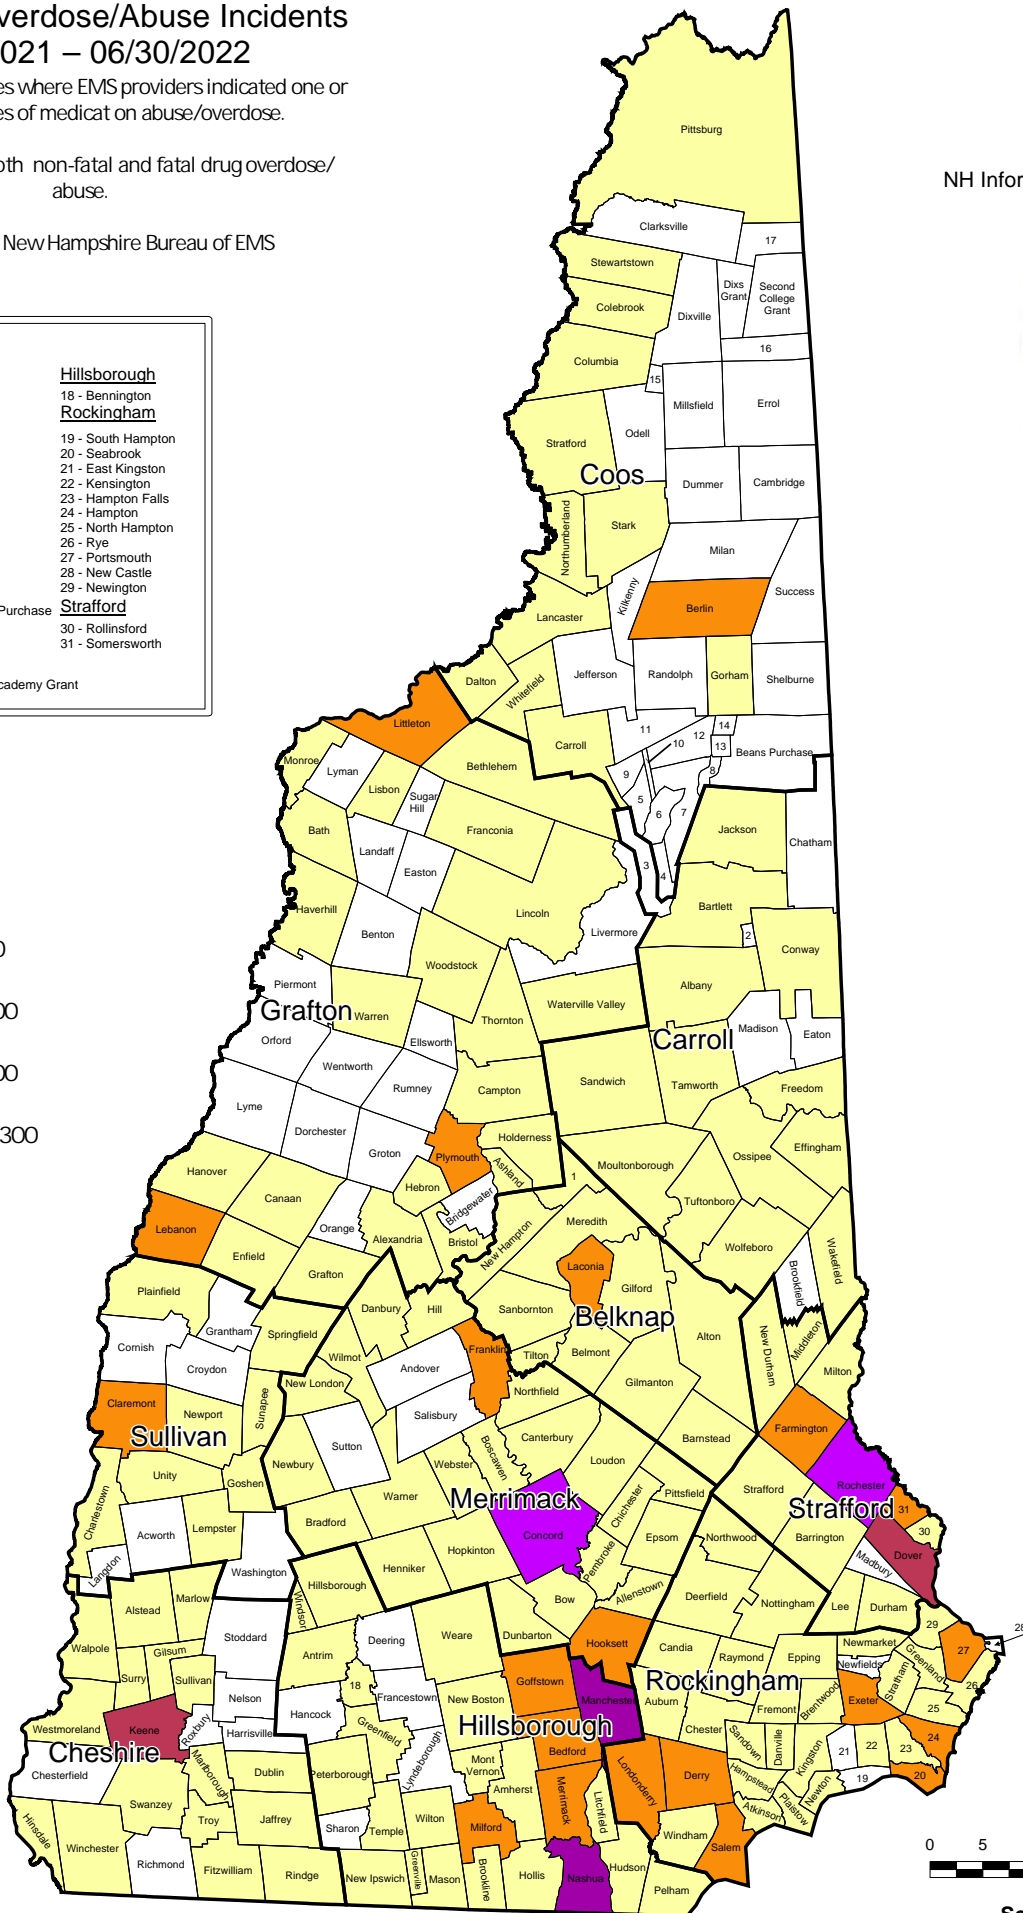 verdose/Abuse Incidents
021 – 06/30/2022
es where EMS providers indicated one or
es of medicat on abuse/overdose.
oth non-fatal and fatal drug overdose/
abuse.
New Hampshire Bureau of EMS
NH Infor
Hillsborough
18 - Bennington
Rockingham
19 - South Hampton
20 - Seabrook
21 - East Kingston
22 - Kensington
23 - Hampton Falls
24 - Hampton
25 - North Hampton
26 - Rye
27 - Portsmouth
28 - New Castle
29 - Newington
Purchase
Strafford
30 - Rollinsford
31 - Somersworth
cademy Grant
0
00
00
300
Pittsburg
Clarksville
17
Stewartstown
Dixs
Grant
Second
College
Grant
Colebrook
Dixville
16
Columbia
15
Millsfield
Errol
Odell
Stratford
Coos
Dummer
Cambridge
Northumberland
Stark
Milan
Kilkenny
Success
Berlin
Lancaster
Dalton
Whitefield
Jefferson
Randolph
Gorham
Shelburne
Littleton
11
14
12
10
13
Beans Purchase
Carroll
Monroe
Lyman
Bethlehem
9
8
Lisbon
Sugar
Hill
5
6
7
Bath
Franconia
Jackson
Chatham
Landaff
Easton
3
4
Haverhill
Lincoln
Bartlett
Benton
Livermore
2
Conway
Woodstock
Piermont
Albany
Waterville Valley
Grafton
Warren
Thornton
Madison
Eaton
Orford
Ellsworth
Carroll
Wentworth
Rumney
Campton
Sandwich
Tamworth
Freedom
Lyme
Dorchester
Groton
Plymouth
Holderness
Effingham
Hanover
Ashland
1
Moultonborough
Ossipee
Canaan
Hebron
Tuftonboro
Lebanon
Orange
Bridgewater
Meredith
Alexandria
Bristol
New Hampton
Wolfeboro
Wakefield
Enfield
Laconia
Brookfield
Grafton
Gilford
Plainfield
Danbury
Hill
Sanbornton
Belknap
Grantham
Springfield
Alton
New Durham
Middleton
Cornish
Wilmot
Franklin
Tilton
Belmont
Croydon
Andover
Milton
New London
Northfield
Gilmanton
Claremont
Newport
Sunapee
Salisbury
Farmington
Sullivan
Sutton
Canterbury
Barnstead
Newbury
Webster
Boscawen
Loudon
Unity
Goshen
Rochester
Charlestown
Warner
Merrimack
Chichester
Pittsfield
Strafford
Strafford
31
Acworth
Lempster
Bradford
Concord
Epsom
Northwood
Barrington
30
Langdon
Hopkinton
Pembroke
Madbury
Dover
Washington
Henniker
Alstead
Marlow
Hillsborough
Windsor
Bow
Allenstown
Deerfield
Nottingham
Lee
Durham
Walpole
Stoddard
Deering
Weare
Dunbarton
Hooksett
Candia
Raymond
Epping
Newmarket
29
27
28
Gilsum
Antrim
Newfields
Greenland
Surry
Sullivan
18
Goffstown
Rockingham
Stratham
26
Nelson
Hancock
Francestown
New Boston
Manchester
Auburn
Fremont
Brentwood
Exeter
25
Westmoreland
Keene
Roxbury
Greenfield
Hillsborough
Chester
24
Harrisville
Sandown
Danville
Kingston
21
22
23
Cheshire
Bedford
Chesterfield
Marlborough
Dublin
Peterborough
Lyndeborough
Mont
Vernon
Londonderry
Derry
Hampstead
Newton
19
20
Swanzey
Amherst
Merrimack
Litchfield
Plaistow
Hinsdale
Troy
Jaffrey
Sharon
Temple
Wilton
Milford
Atkinson
Windham
Winchester
Salem
0 5
Richmond
Fitzwilliam
Rindge
New Ipswich
Greenville
Mason
Brookline
Hollis
Nashua
Hudson
Pelham